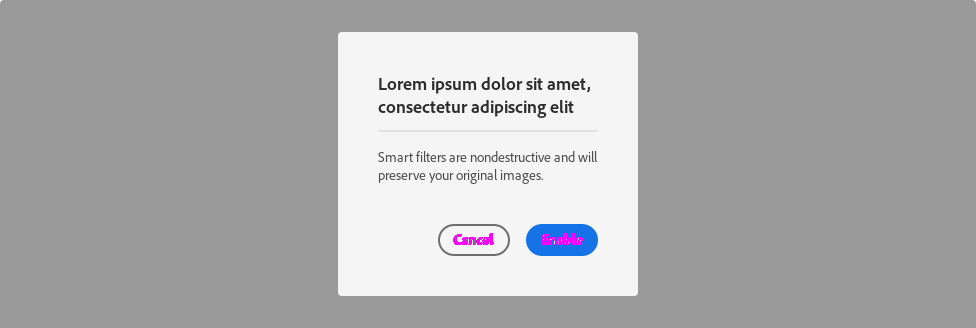 Lorem ipsum dolor sit amet,
consectetur adipiscing elit
Smart filters are nondestructive and will
preserve your original images.
Cancel
Enable